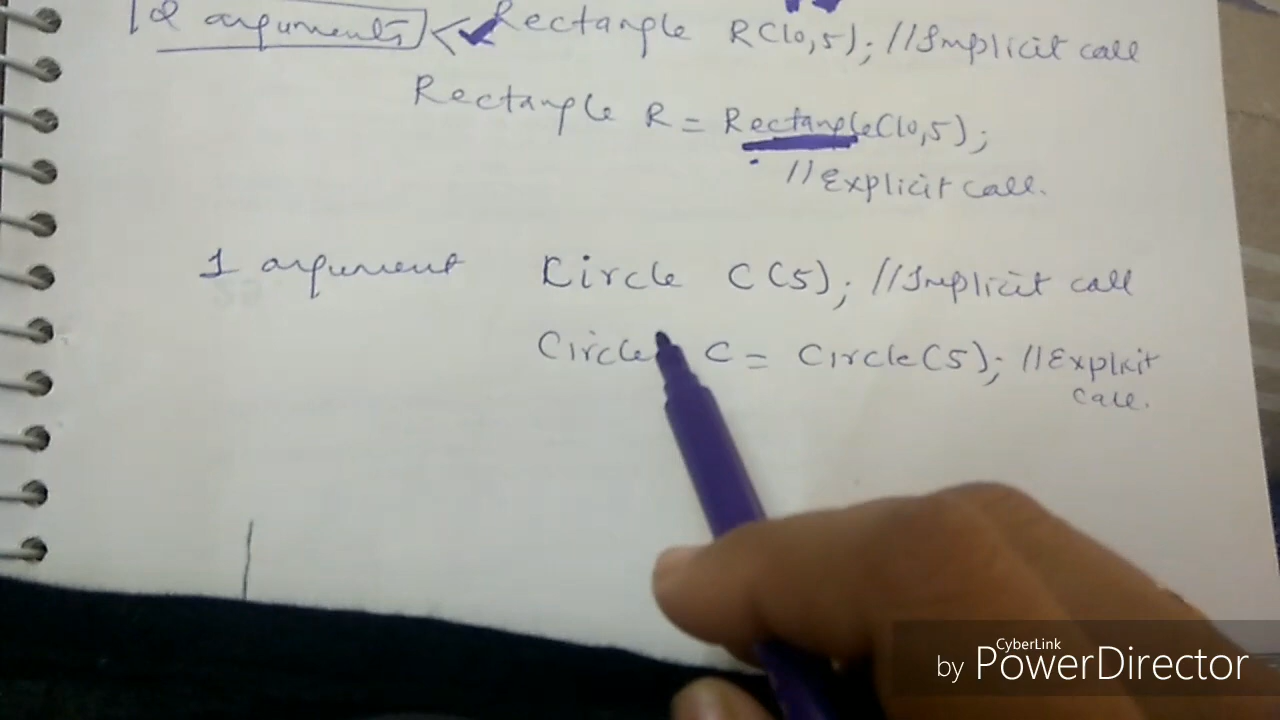 2 arguments < Rectangle R(10,5); //Implicit call
Rectangle R = Rectangle(10,5);
//Explicit call.
1 argument Circle C(5); //Implicit call
Circle C = Circle(5); //Explicit
call.
CyberLink
by PowerDirector